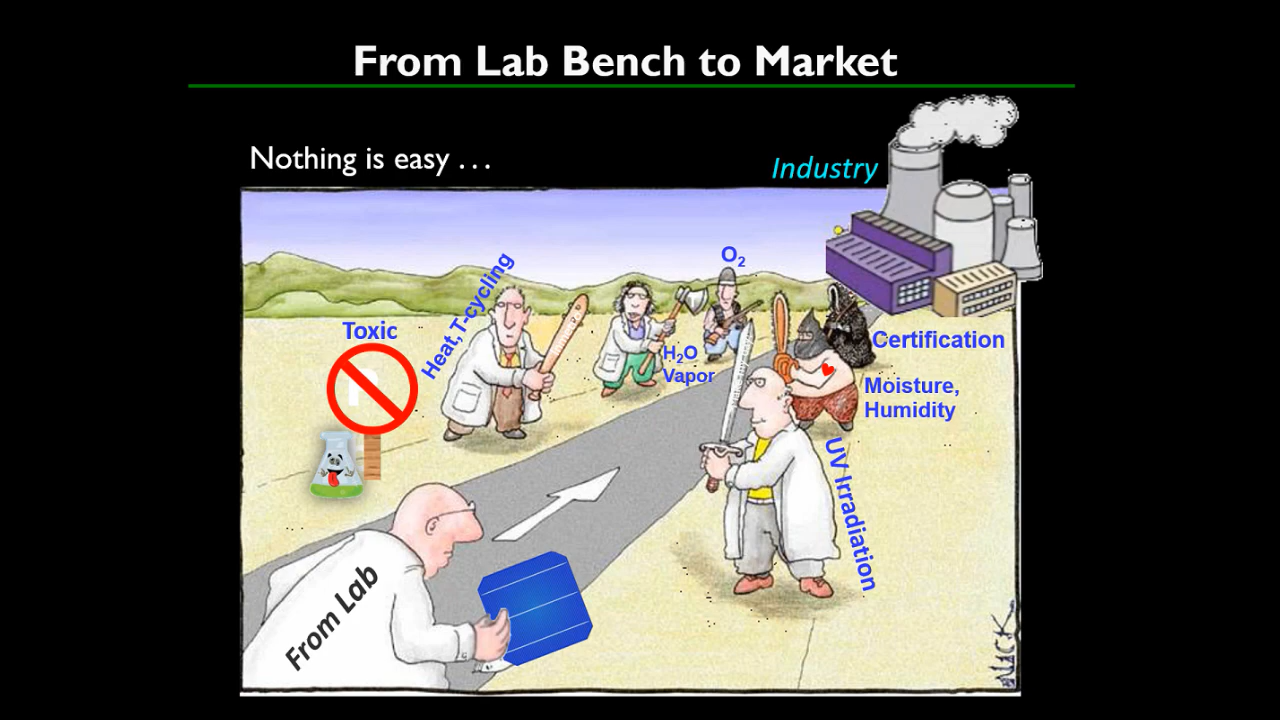 From Lab Bench to Market
Nothing is easy . . .
Industry
O₂
Heat,T-cycling
Toxic
H₂O
Vapor
Certification
Moisture,
Humidity
UV Irradiation
From Lab